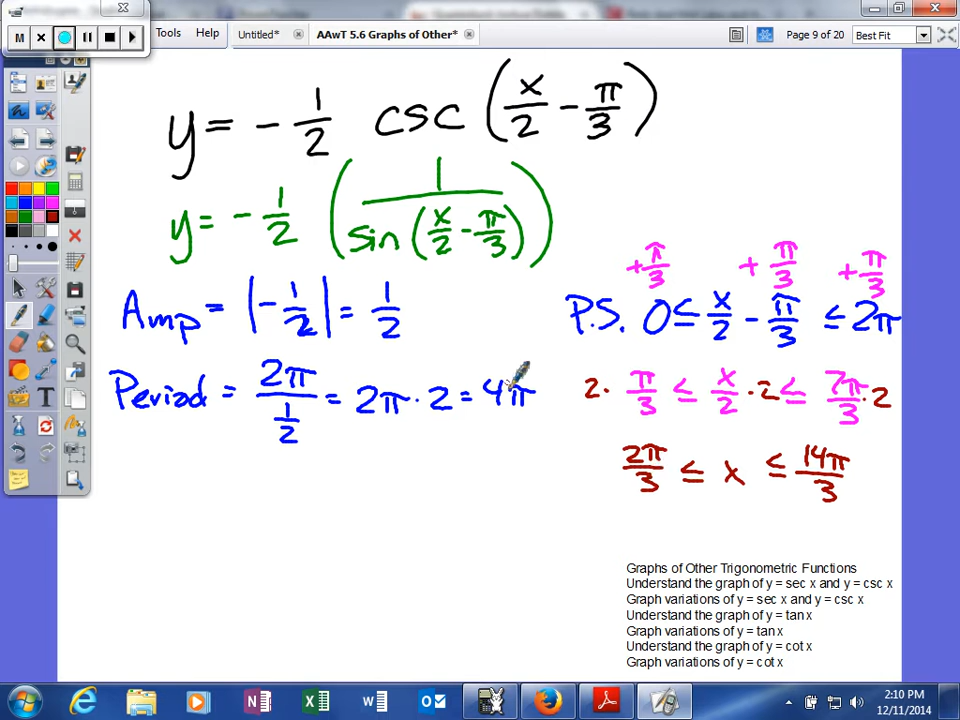 M
Tools Help Untitled* AAwT 5.6 Graphs of Other* Page 9 of 20 Best Fit
y = - 1/2 csc (x/2 - π/3)
y = - 1/2 (1/sin(x/2 - π/3))
+π/3 + π/3 + π/3
Amp = |-1/2| = 1/2
P.S. 0 ≤ x/2 - π/3 ≤ 2π
Period = 2π/(1/2) = 2π · 2 = 4π
2· π/3 ≤ x/2 ·2 ≤ 7π/3 ·2
2π/3 ≤ x ≤ 14π/3
Graphs of Other Trigonometric Functions
Understand the graph of y = sec x and y = csc x
Graph variations of y = sec x and y = csc x
Understand the graph of y = tan x
Graph variations of y = tan x
Understand the graph of y = cot x
Graph variations of y = cot x
2:10 PM
12/11/2014